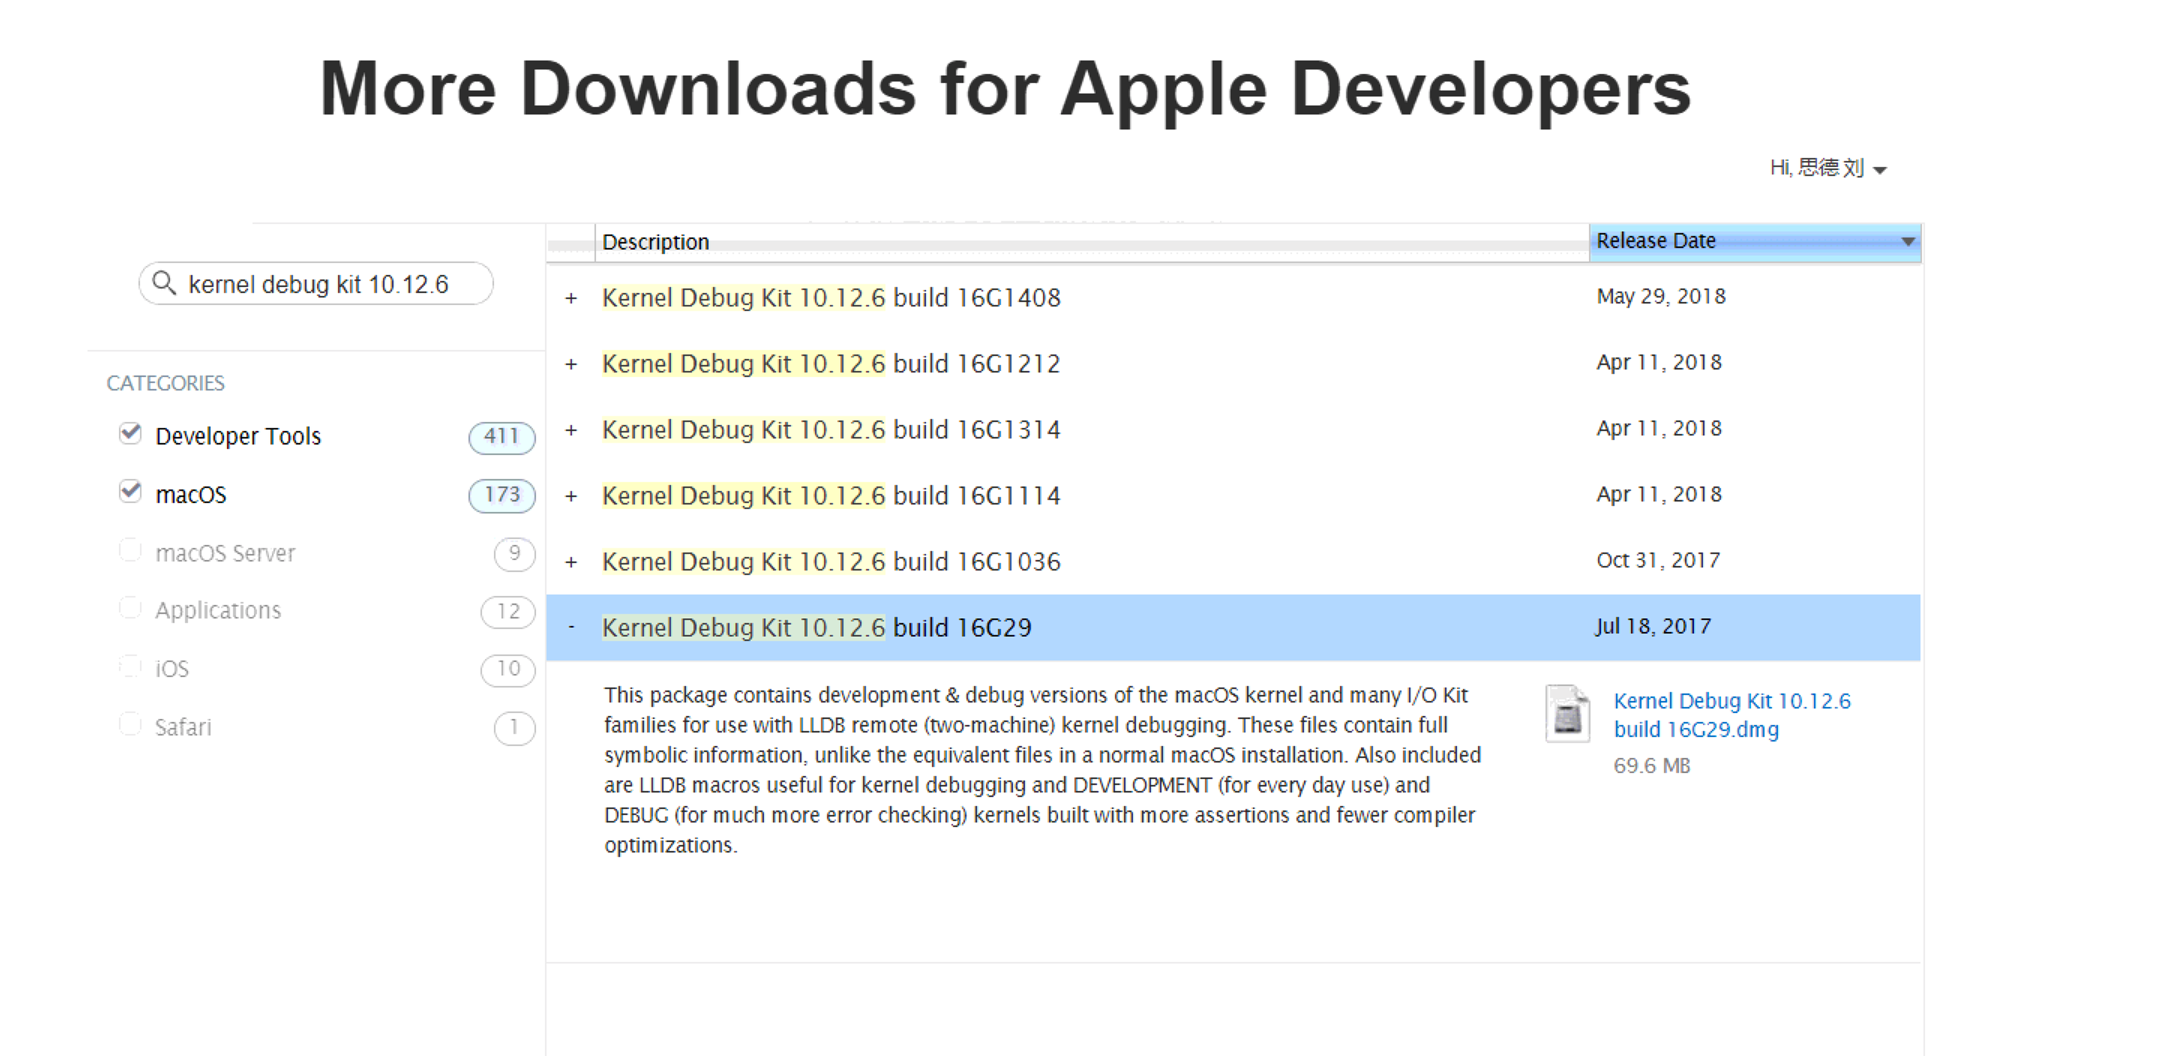 More Downloads for Apple Developers
Hi, 思德 刘
kernel debug kit 10.12.6
CATEGORIES
Developer Tools 411
macOS 173
macOS Server 9
Applications 12
iOS 10
Safari 1
Description Release Date
+ Kernel Debug Kit 10.12.6 build 16G1408 May 29, 2018
+ Kernel Debug Kit 10.12.6 build 16G1212 Apr 11, 2018
+ Kernel Debug Kit 10.12.6 build 16G1314 Apr 11, 2018
+ Kernel Debug Kit 10.12.6 build 16G1114 Apr 11, 2018
+ Kernel Debug Kit 10.12.6 build 16G1036 Oct 31, 2017
- Kernel Debug Kit 10.12.6 build 16G29 Jul 18, 2017
This package contains development & debug versions of the macOS kernel and many I/O Kit
families for use with LLDB remote (two-machine) kernel debugging. These files contain full
symbolic information, unlike the equivalent files in a normal macOS installation. Also included
are LLDB macros useful for kernel debugging and DEVELOPMENT (for every day use) and
DEBUG (for much more error checking) kernels built with more assertions and fewer compiler
optimizations.
Kernel Debug Kit 10.12.6
build 16G29.dmg
69.6 MB